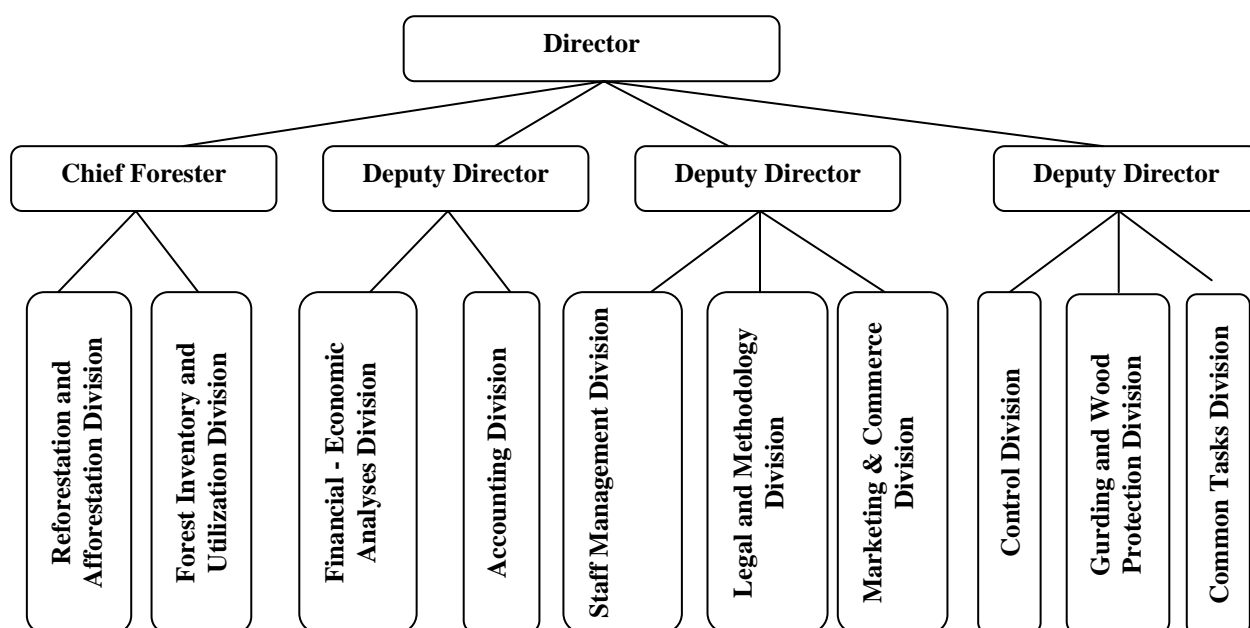 Director
Chief Forester
Deputy Director
Deputy Director
Deputy Director
Reforestation and
Afforestation Division
Forest Inventory and
Utilization Division
Financial - Economic
Analyses Division
Accounting Division
Staff Management Division
Legal and Methodology
Division
Marketing & Commerce
Division
Control Division
Gurding and Wood
Protection Division
Common Tasks Division